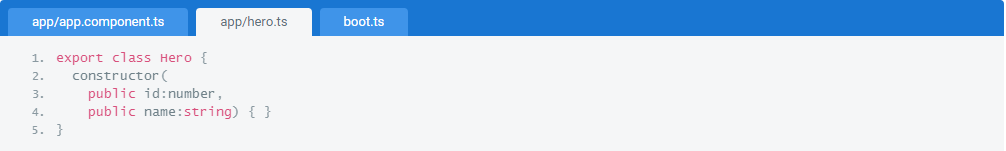 app/app.component.ts app/hero.ts boot.ts
1. export class Hero {
2. constructor(
3. public id:number,
4. public name:string) { }
5. }